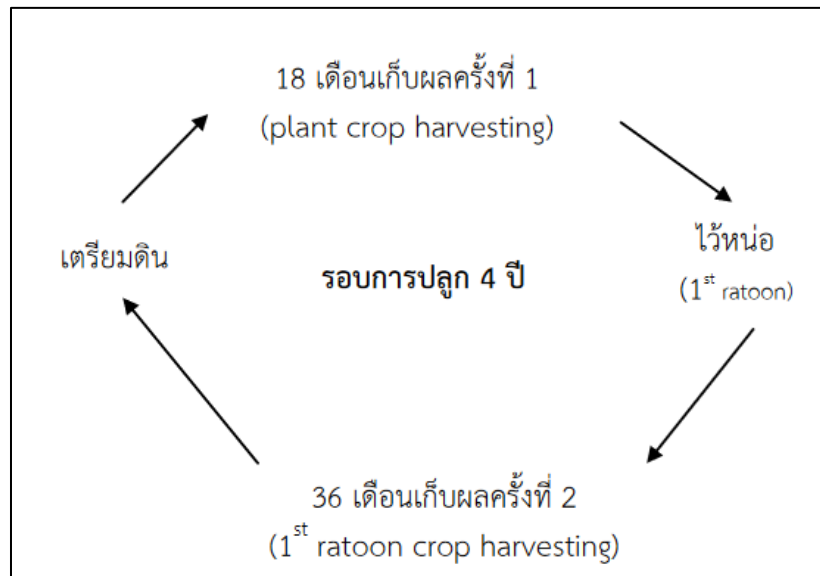 18 เดือนเก็บผลครั้งที่ 1
(plant crop harvesting)
ไว้หน่อ
(1st ratoon)
เตรียมดิน
รอบการปลูก 4 ปี
36 เดือนเก็บผลครั้งที่ 2
(1st ratoon crop harvesting)